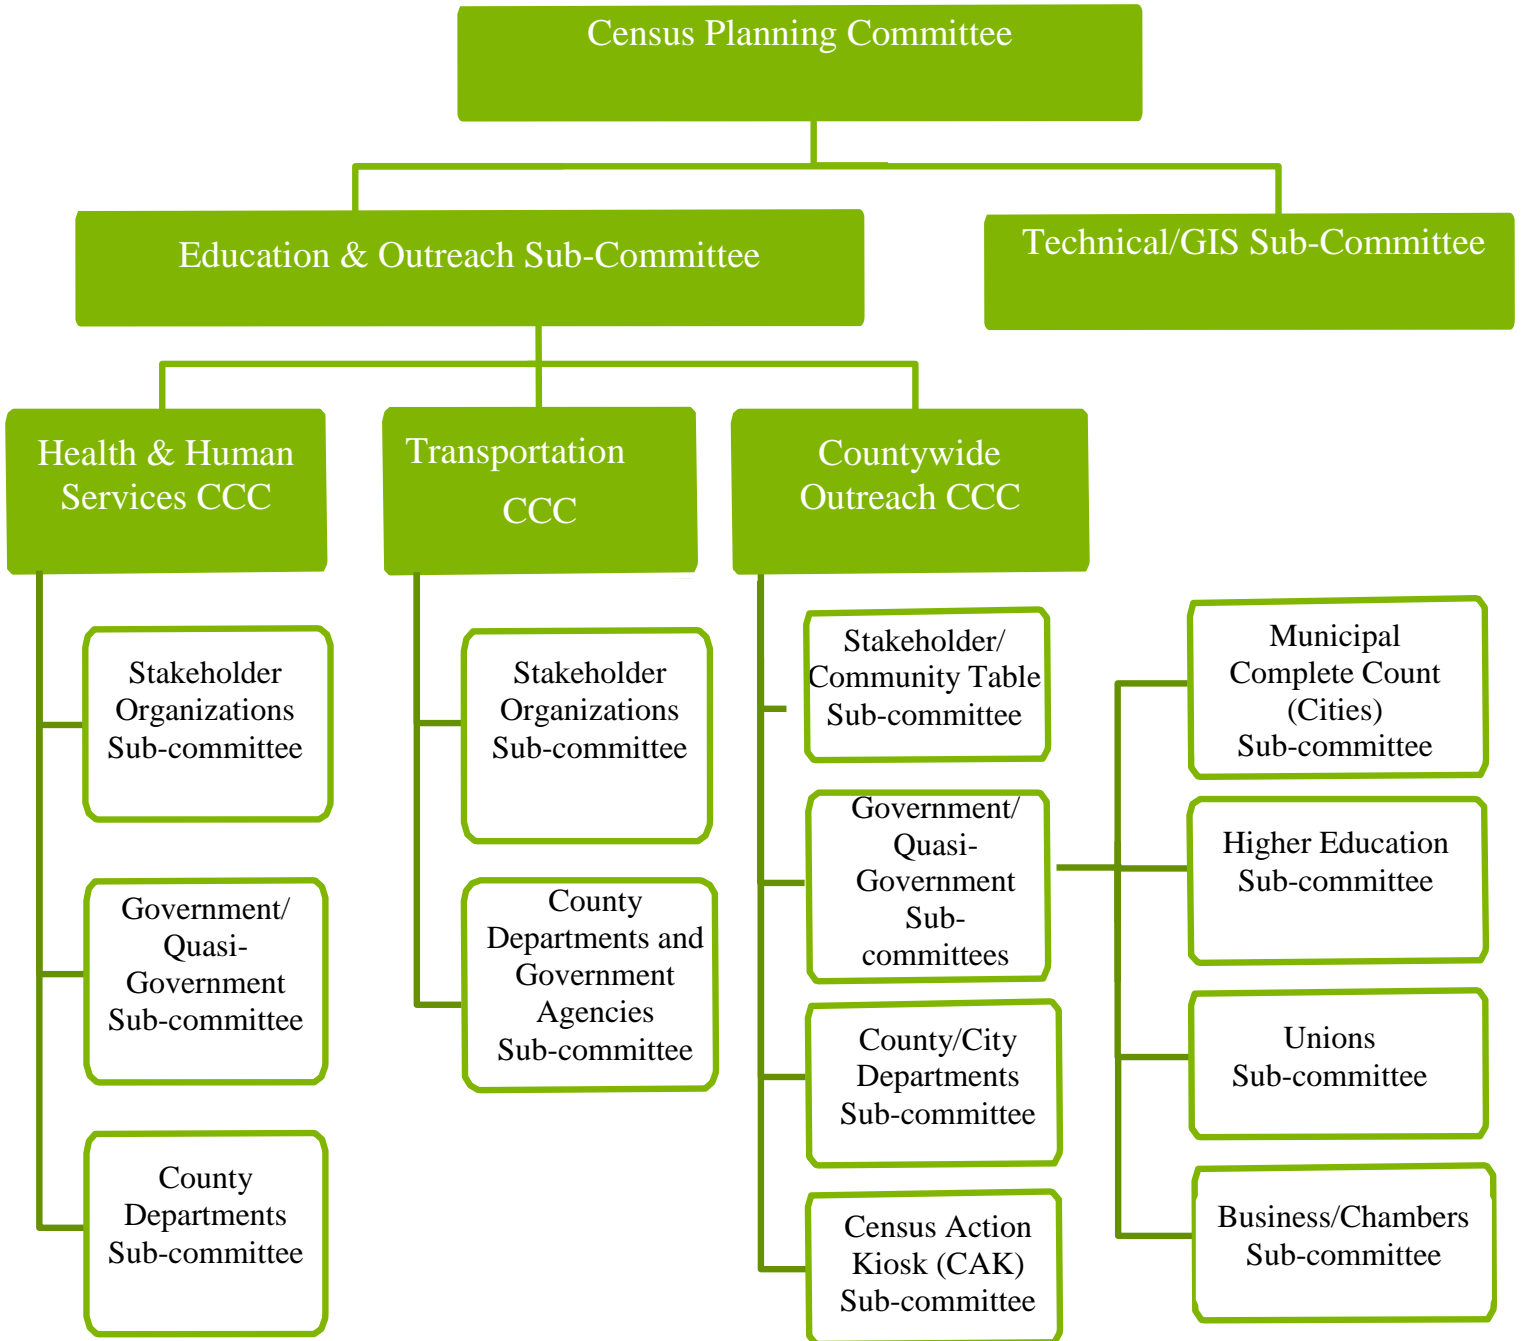 Census Planning Committee
Education & Outreach Sub-Committee
Technical/GIS Sub-Committee
Health & Human
Services CCC
Transportation
CCC
Countywide
Outreach CCC
Stakeholder
Organizations
Sub-committee
Government/
Quasi-
Government
Sub-committee
County
Departments
Sub-committee
Stakeholder
Organizations
Sub-committee
County
Departments and
Government
Agencies
Sub-committee
Stakeholder/
Community Table
Sub-committee
Government/
Quasi-
Government
Sub-
committees
County/City
Departments
Sub-committee
Census Action
Kiosk (CAK)
Sub-committee
Municipal
Complete Count
(Cities)
Sub-committee
Higher Education
Sub-committee
Unions
Sub-committee
Business/Chambers
Sub-committee